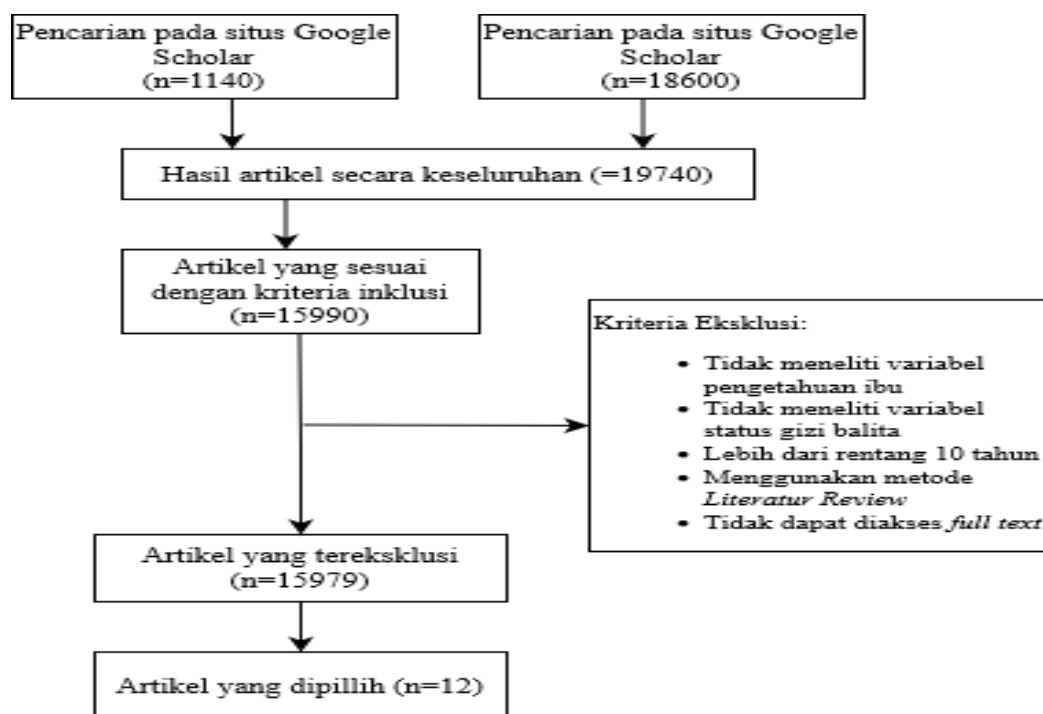 Pencarian pada situs Google
Scholar
(n=1140)
Pencarian pada situs Google
Scholar
(n=18600)
Hasil artikel secara keseluruhan (=19740)
Artikel yang sesuai
dengan kriteria inklusi
(n=15990)
Kriteria Eksklusi:
• Tidak meneliti variabel
pengetahuan ibu
• Tidak meneliti variabel
status gizi balita
• Lebih dari rentang 10 tahun
• Menggunakan metode
Literatur Review
• Tidak dapat diakses full text
Artikel yang tereksklusi
(n=15979)
Artikel yang dipillih (n=12)